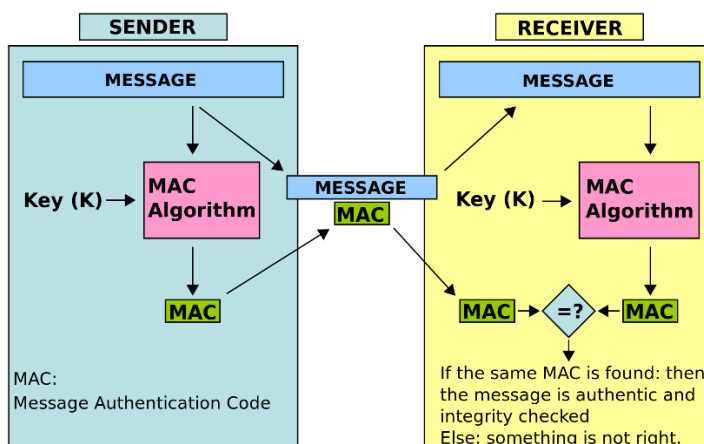 SENDER
RECEIVER
MESSAGE
MESSAGE
Key (K)
MAC
Algorithm
MESSAGE
MAC
Key (K)
MAC
Algorithm
MAC
MAC
=?
MAC
MAC:
Message Authentication Code
If the same MAC is found: then
the message is authentic and
integrity checked
Else: something is not right.